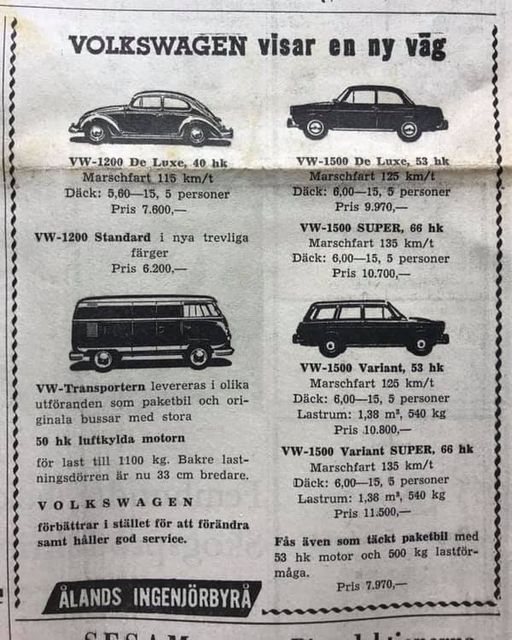 VOLKSWAGEN visar en ny väg
VW-1200 De Luxe, 40 hk
Marschfart 115 km/t
Däck: 5,60—15, 5 personer
Pris 7.600,—
VW-1200 Standard i nya trevliga
färger
Pris 6.200,—
VW-Transportern levereras i olika
utföranden som paketbil och ori-
ginala bussar med stora
50 hk luftkylda motorn
för last till 1100 kg. Bakre last-
ningsdörren är nu 33 cm bredare.
VOLKSWAGEN
förbättrar i stället för att förändra
samt håller god service.
VW-1500 De Luxe, 53 hk
Marschfart 125 km/t
Däck: 6,00—15, 5 personer
Pris 9.970,—
VW-1500 SUPER, 66 hk
Marschfart 135 km/t
Däck: 6,00—15, 5 personer
Pris 10.700,—
VW-1500 Variant, 53 hk
Marschfart 125 km/t
Däck: 6,00—15, 5 personer
Lastrum: 1,38 m³, 540 kg
Pris 10.800,—
VW-1500 Variant SUPER, 66 hk
Marschfart 135 km/t
Däck: 6,00—15, 5 personer
Lastrum: 1,38 m³, 540 kg
Pris 11.500,—
Fås även som täckt paketbil med
53 hk motor och 500 kg lastför-
måga.
Pris 7.970,—
ÅLANDS INGENJÖRBYRÅ
SESAM